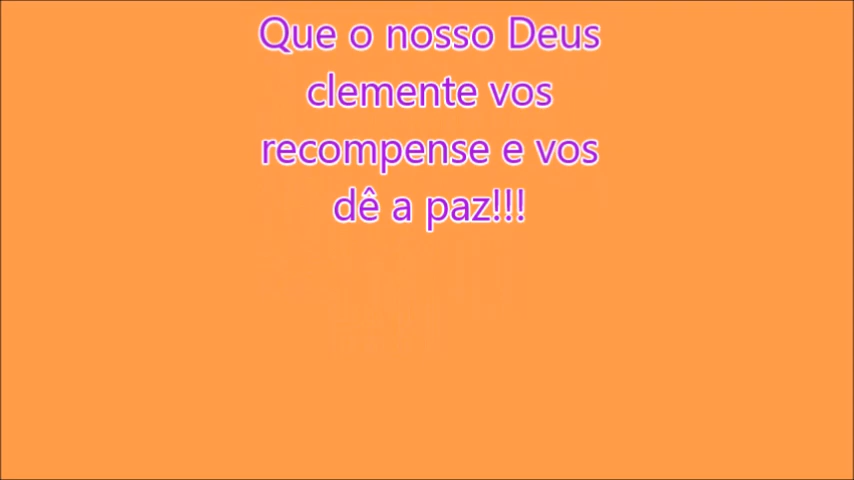 Que o nosso Deus
clemente vos
recompense e vos
dê a paz!!!